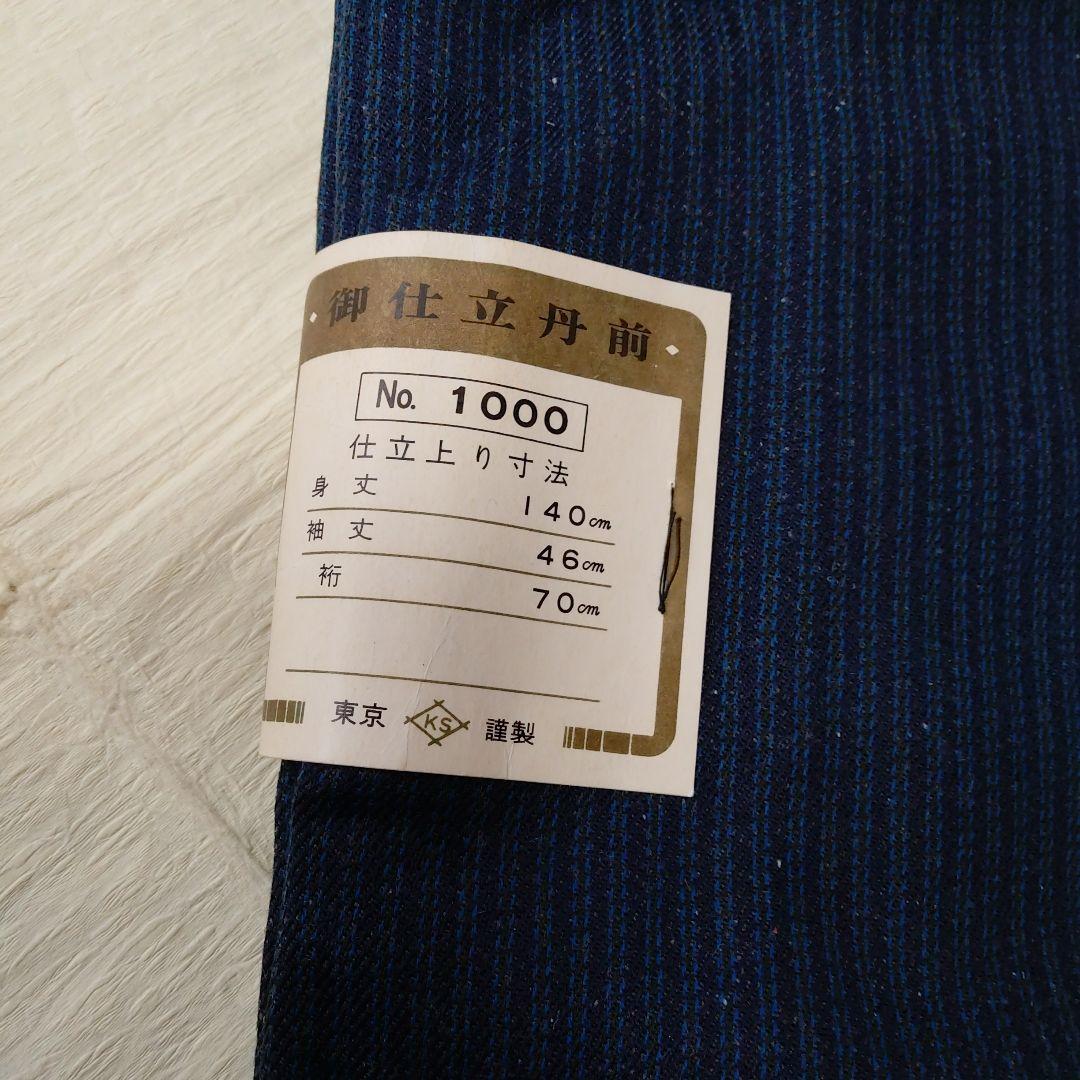 御仕立丹前
No. 1000
仕立上り寸法
身丈 140cm
袖丈 46cm
裄 70cm
東京 KS 謹製